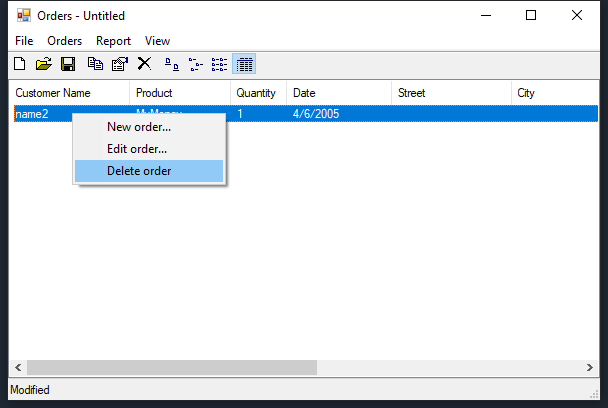 Orders - Untitled
File Orders Report View
Customer Name Product Quantity Date Street City
name2 1 4/6/2005
New order...
Edit order...
Delete order
Modified